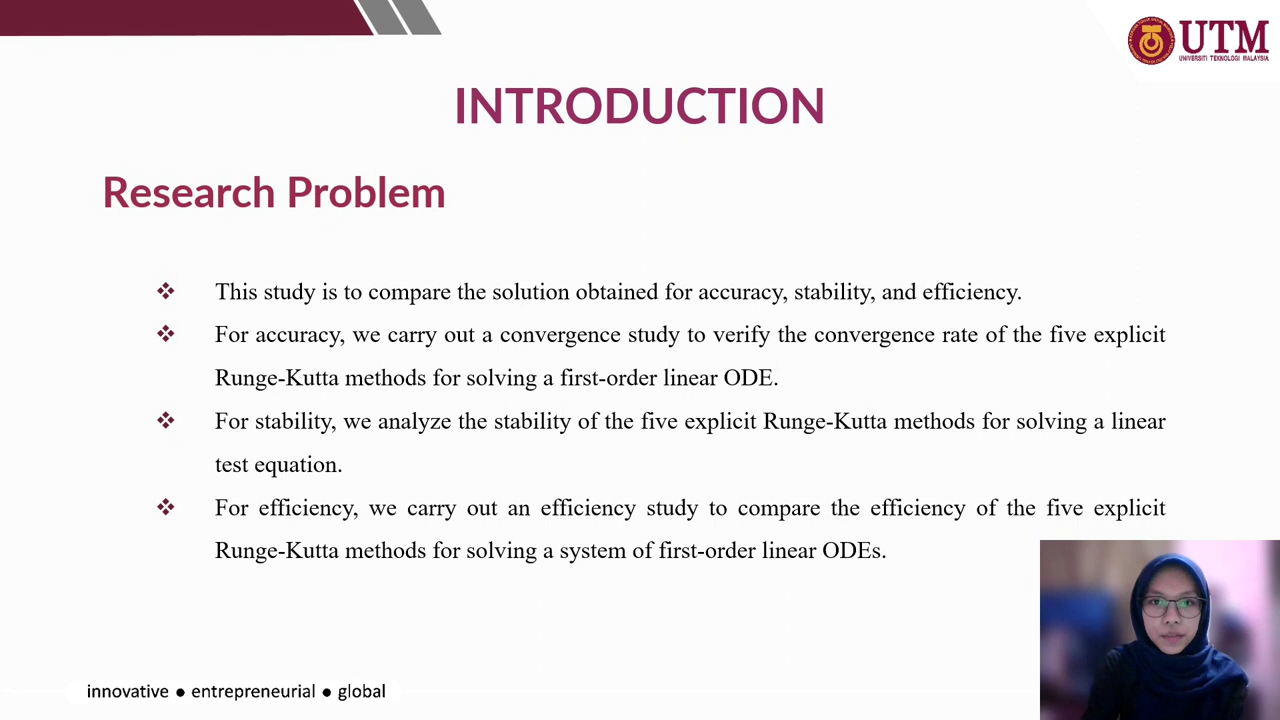 UTM
UNIVERSITI TEKNOLOGI MALAYSIA
INTRODUCTION
Research Problem
❖ This study is to compare the solution obtained for accuracy, stability, and efficiency.
❖ For accuracy, we carry out a convergence study to verify the convergence rate of the five explicit
Runge-Kutta methods for solving a first-order linear ODE.
❖ For stability, we analyze the stability of the five explicit Runge-Kutta methods for solving a linear
test equation.
❖ For efficiency, we carry out an efficiency study to compare the efficiency of the five explicit
Runge-Kutta methods for solving a system of first-order linear ODEs.
innovative ● entrepreneurial ● global